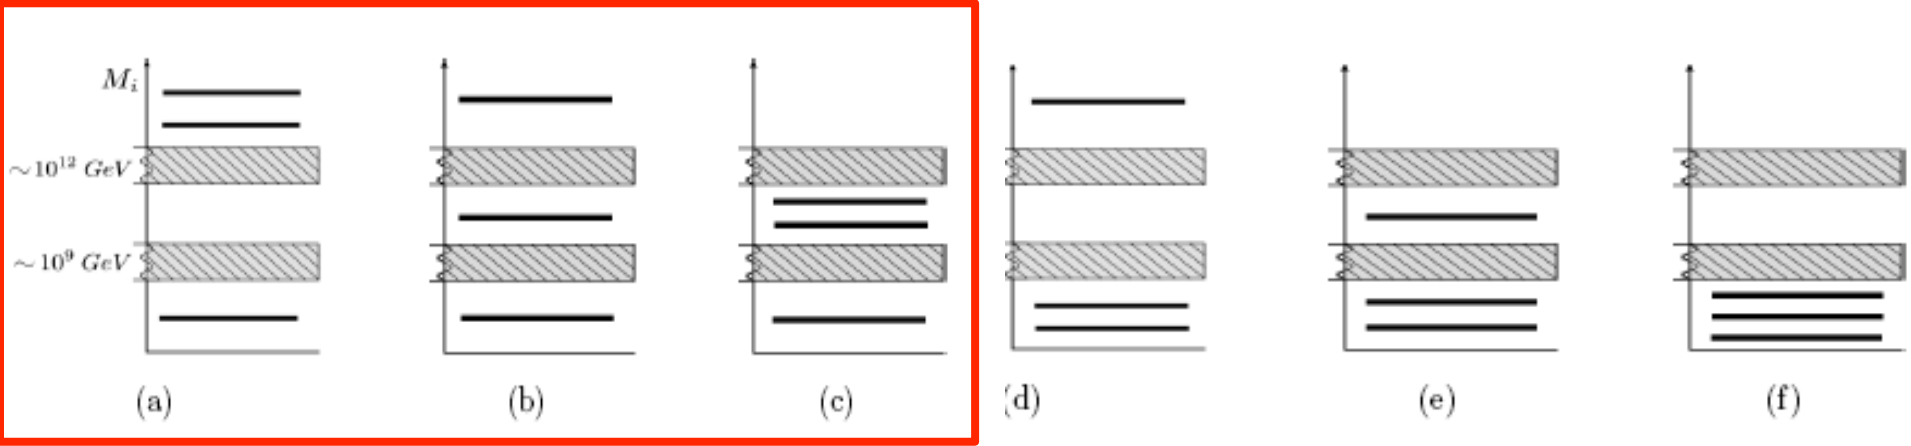 M_i
∼10^12 GeV
∼10^9 GeV
(a) (b) (c) (d) (e) (f)